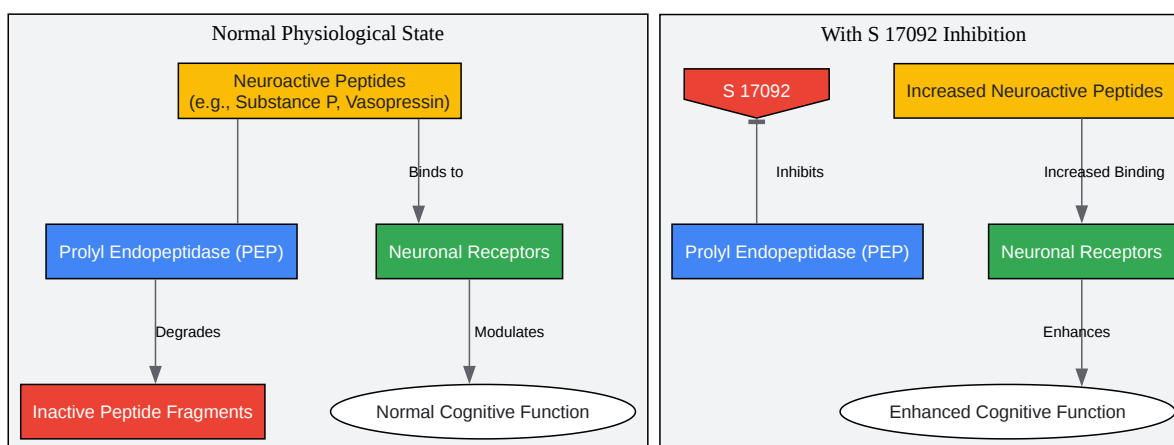 Normal Physiological State
Neuroactive Peptides
(e.g., Substance P, Vasopressin)
Binds to
Prolyl Endopeptidase (PEP)
Neuronal Receptors
Degrades
Modulates
Inactive Peptide Fragments
Normal Cognitive Function
With S 17092 Inhibition
S 17092
Increased Neuroactive Peptides
Inhibits
Increased Binding
Prolyl Endopeptidase (PEP)
Neuronal Receptors
Enhances
Enhanced Cognitive Function